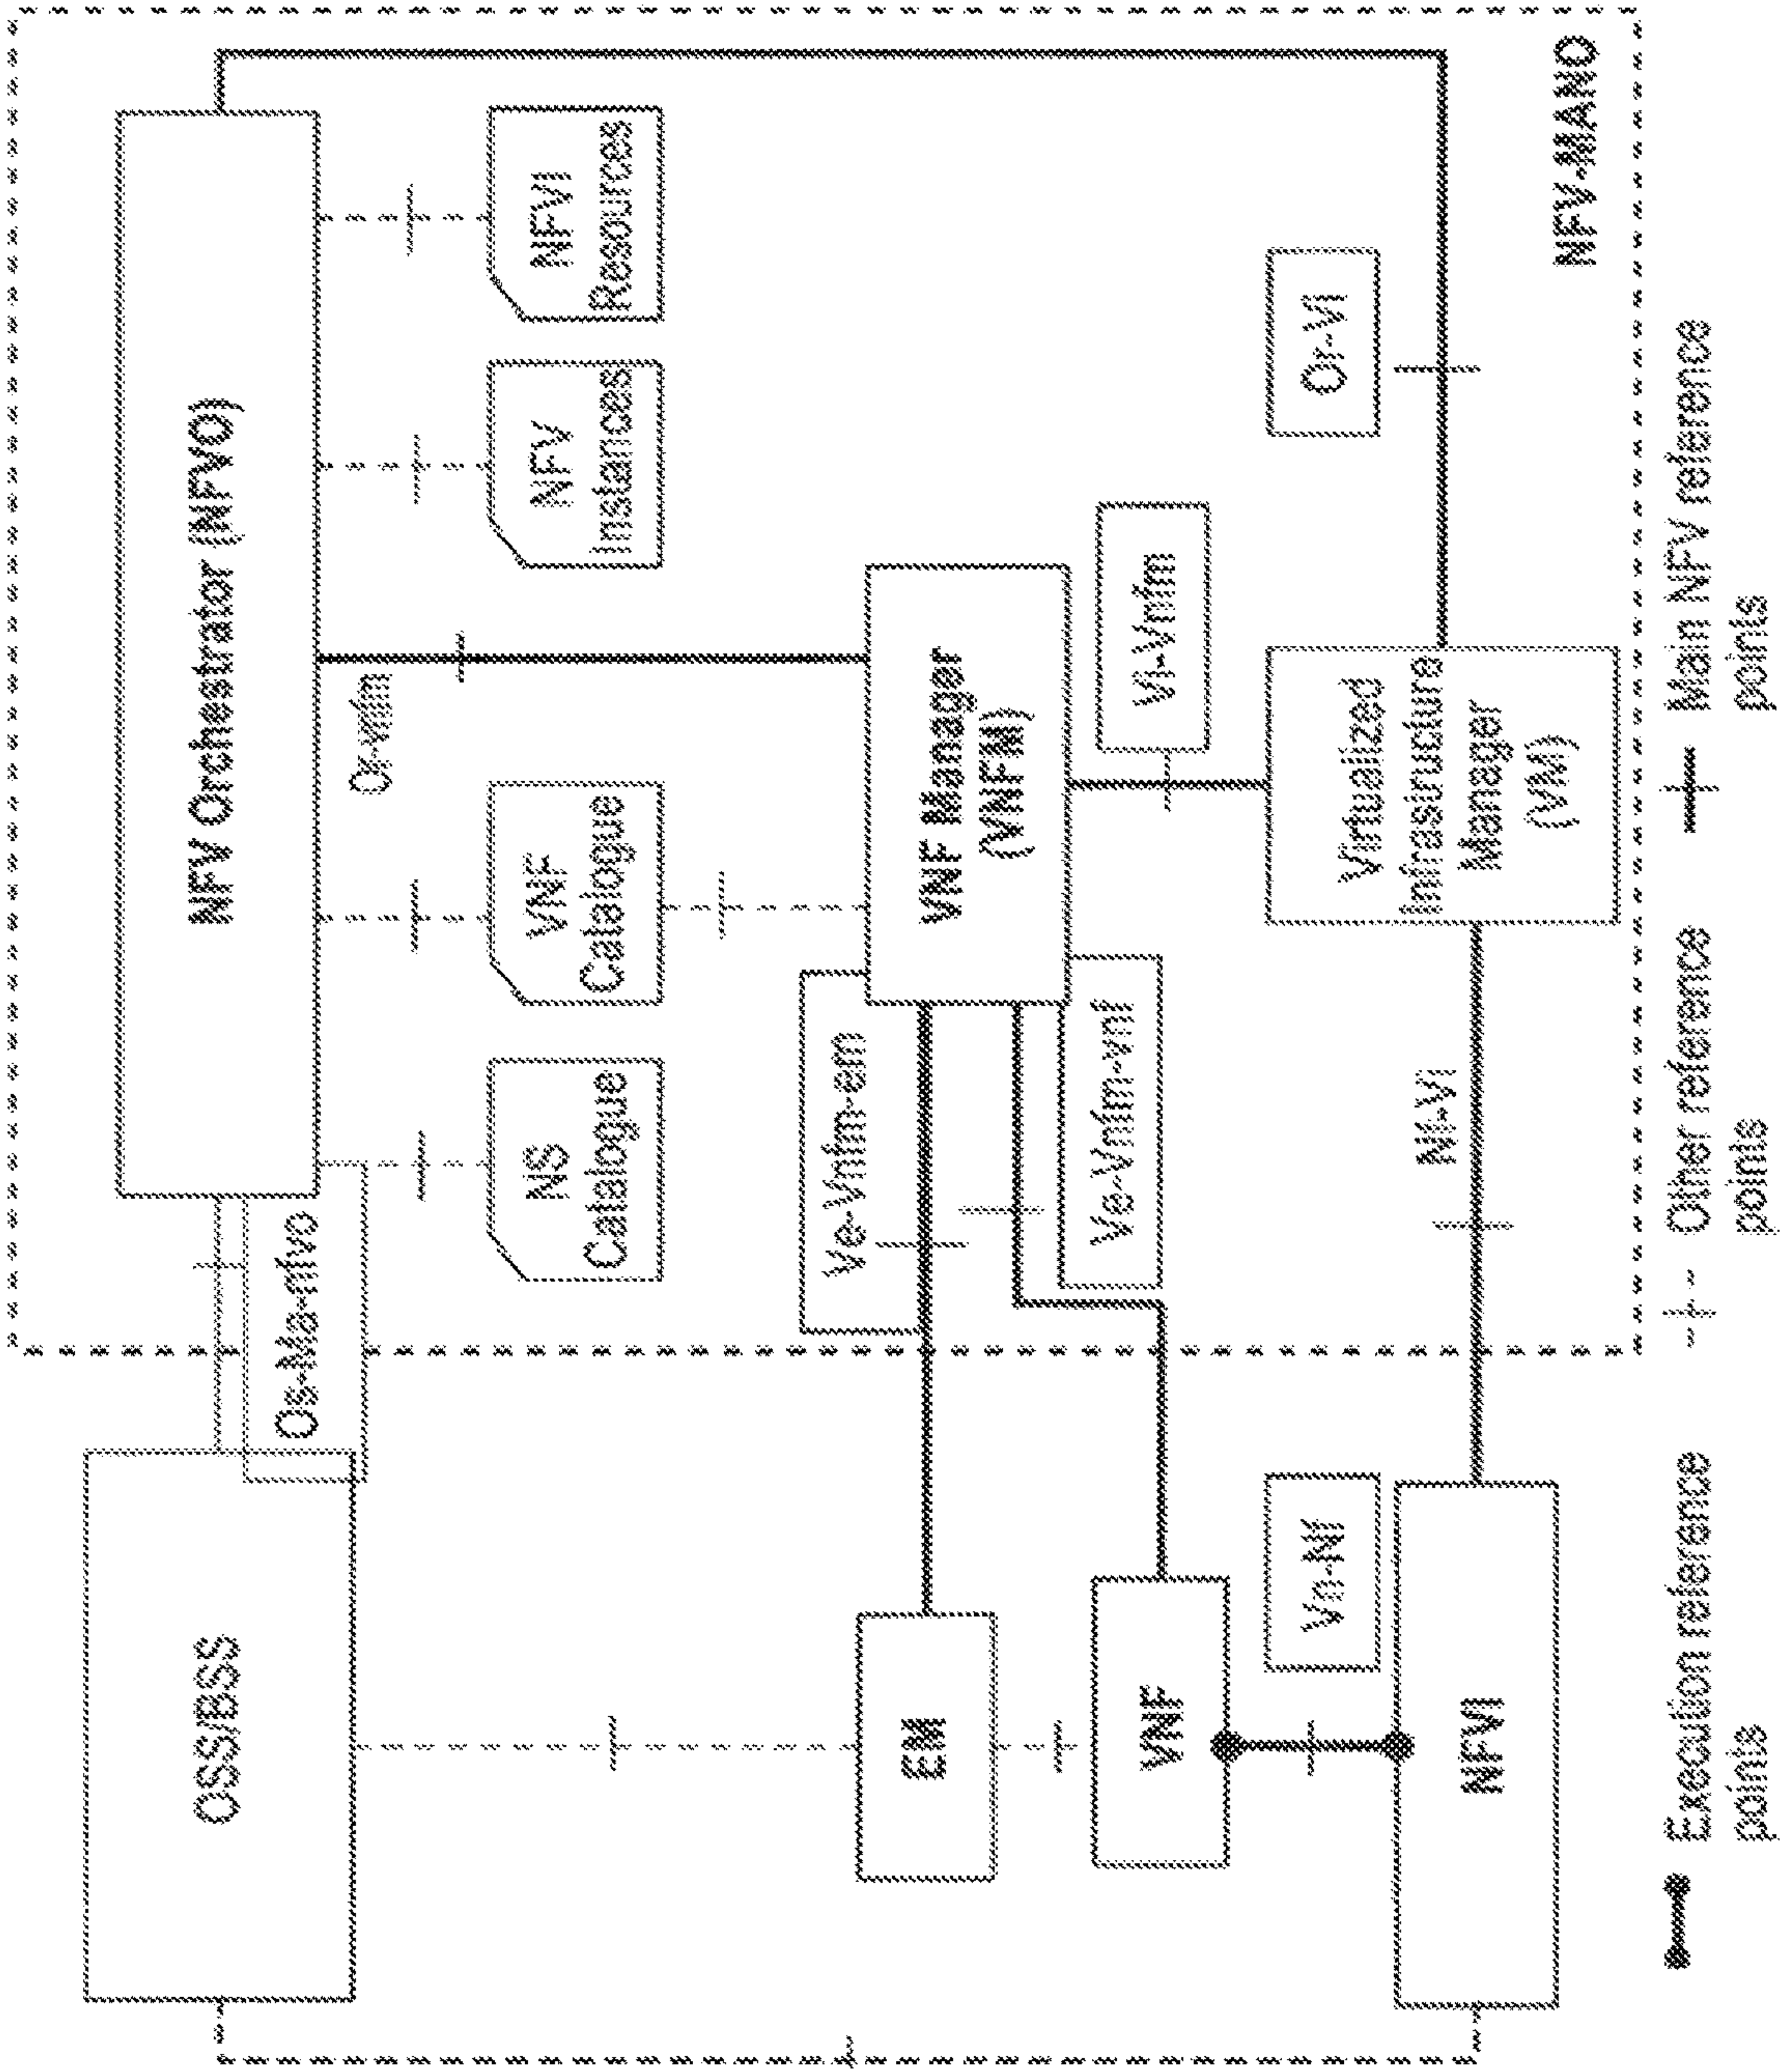 OSS/BSS
NFV Orchestrator (NFVO)
Os-Ma-nfvo
Or-vnfm
NS
Catalogue
VNF
Catalogue
NFV
Instances
NFVI
Resources
Ve-Vnfm-em
EM
VNF Manager
(VNFM)
Ve-Vnfm-vnf
VNF
Vi-Vnfm
Vn-Nf
Or-Vi
Virtualized
Infrastructure
Manager
(VIM)
Nf-Vi
NFVI
NFV-MANO
Execution reference
points
Other reference
points
Main NFV reference
points